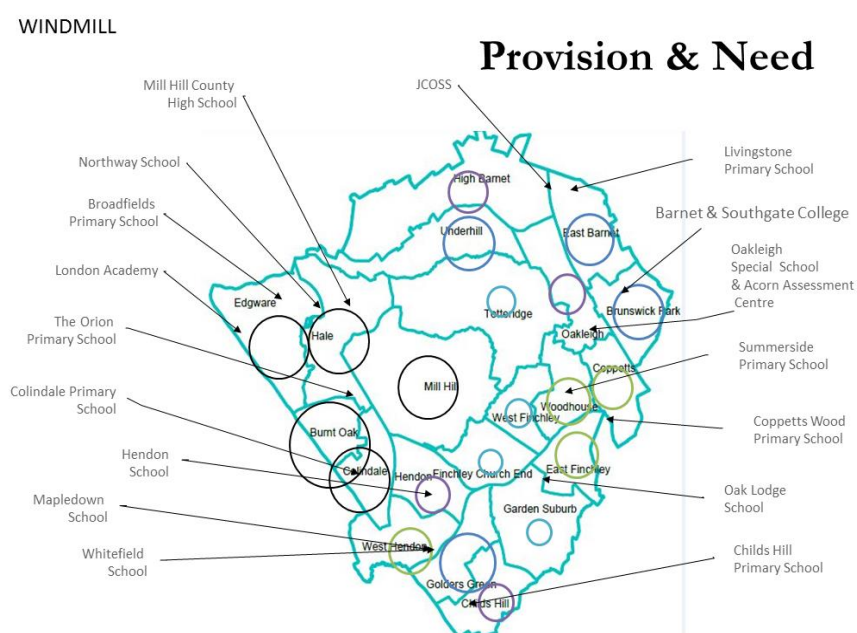 WINDMILL
Provision & Need
Mill Hill County
High School
JCOSS
Northway School
Livingstone
Primary School
Broadfields
Primary School
Barnet & Southgate College
London Academy
Oakleigh
Special School
& Acorn Assessment
Centre
The Orion
Primary School
Summerside
Primary School
Colindale Primary
School
Coppetts Wood
Primary School
Hendon
School
Oak Lodge
School
Mapledown
School
Whitefield
School
Childs Hill
Primary School
High Barnet
Underhill
East Barnet
Edgware
Hale
Totteridge
Brunswick Park
Oakleigh
Mill Hill
Coppetts
West Finchley
Woodhouse
Burnt Oak
Colindale
Hendon
Finchley Church End
East Finchley
Garden Suburb
West Hendon
Golders Green
Childs Hill